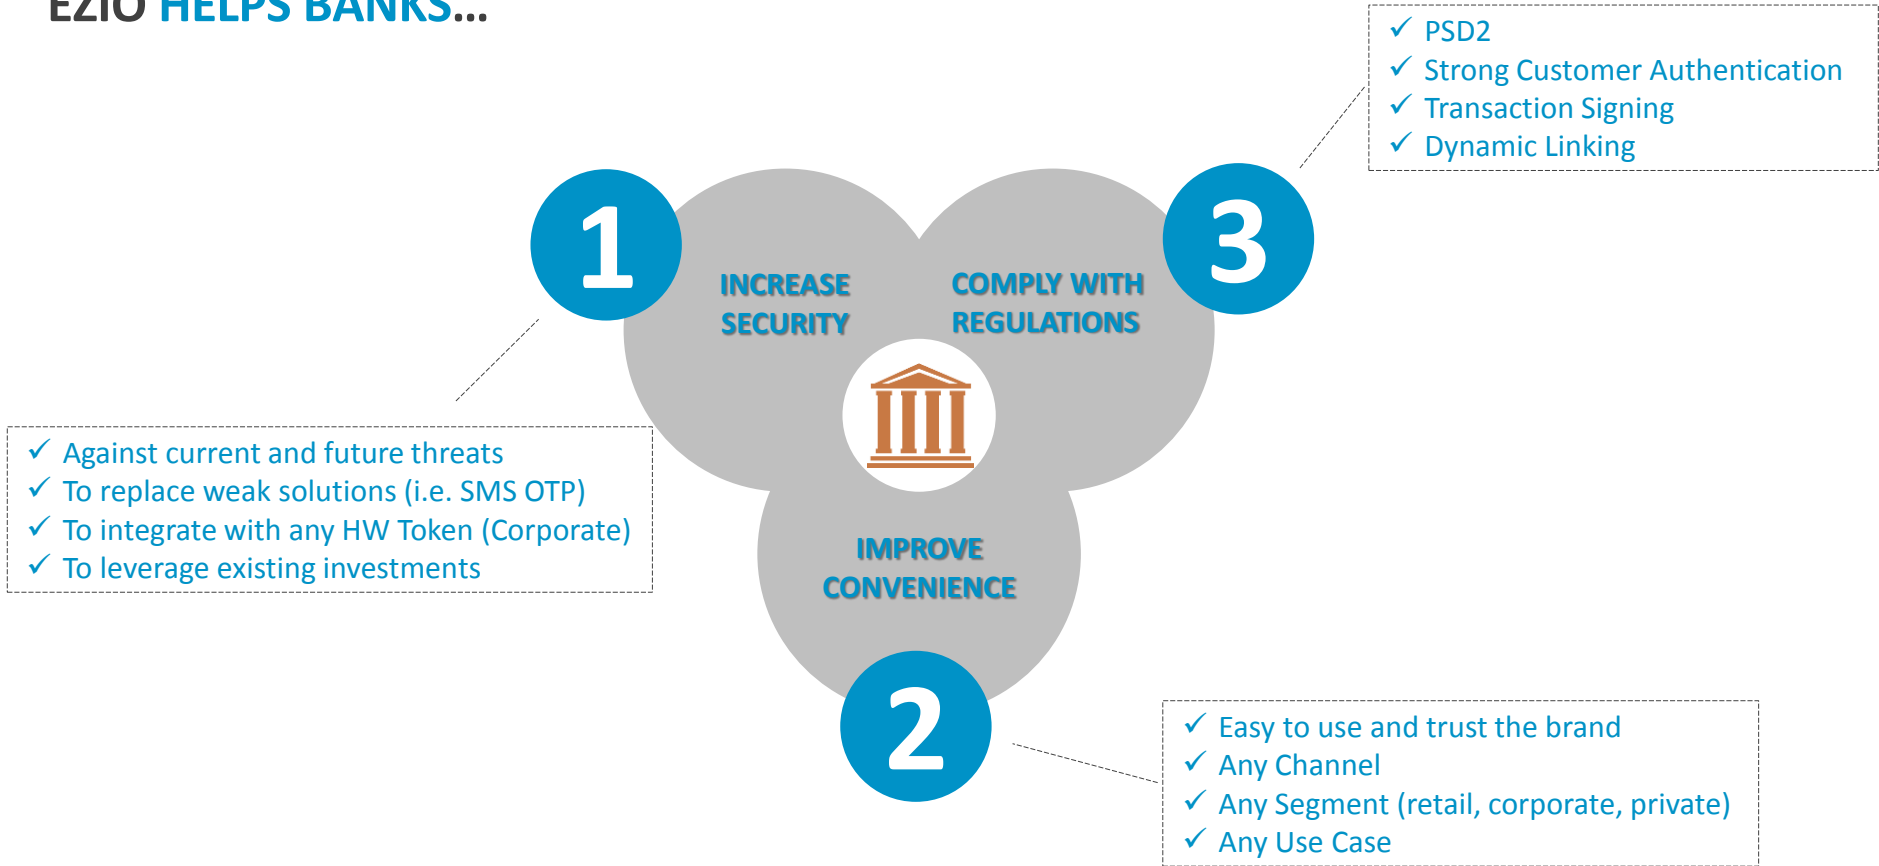 EZIO HELPS BANKS...
✓ PSD2
✓ Strong Customer Authentication
✓ Transaction Signing
✓ Dynamic Linking
1
3
INCREASE
SECURITY
COMPLY WITH
REGULATIONS
✓ Against current and future threats
✓ To replace weak solutions (i.e. SMS OTP)
✓ To integrate with any HW Token (Corporate)
✓ To leverage existing investments
IMPROVE
CONVENIENCE
2
✓ Easy to use and trust the brand
✓ Any Channel
✓ Any Segment (retail, corporate, private)
✓ Any Use Case